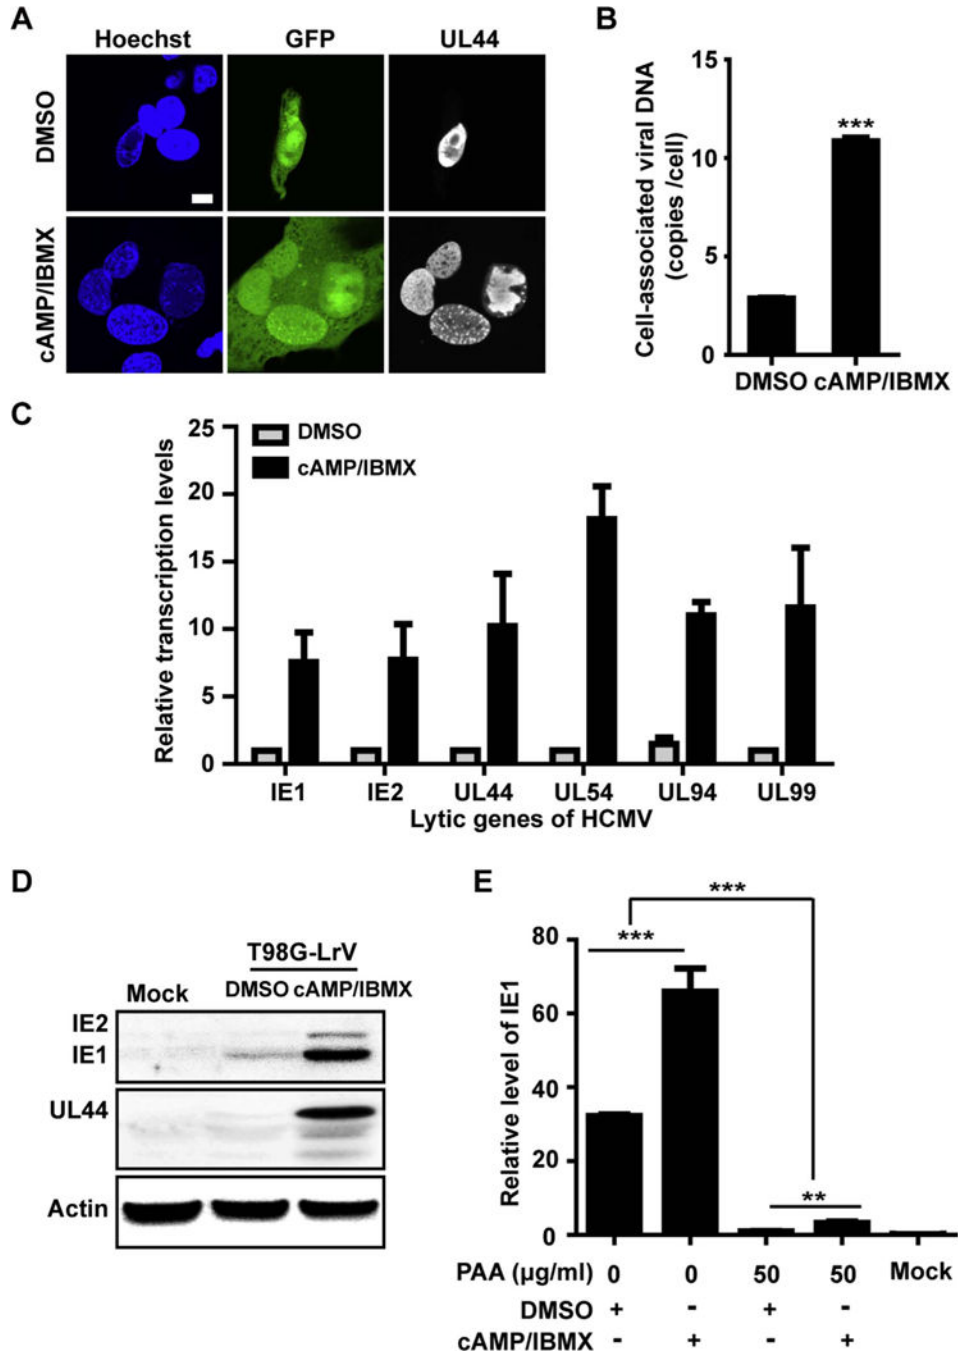 A
Hoechst GFP UL44
DMSO
cAMP/IBMX
B
Cell-associated viral DNA
(copies /cell)
15
10
5
0
***
DMSO cAMP/IBMX
C
Relative transcription levels
25
20
15
10
5
0
DMSO
cAMP/IBMX
IE1 IE2 UL44 UL54 UL94 UL99
Lytic genes of HCMV
D
T98G-LrV
Mock DMSO cAMP/IBMX
IE2
IE1
UL44
Actin
E
Relative level of IE1
80
60
40
20
0
***
***
**
PAA (µg/ml) 0 0 50 50 Mock
DMSO + - + -
cAMP/IBMX - + - +